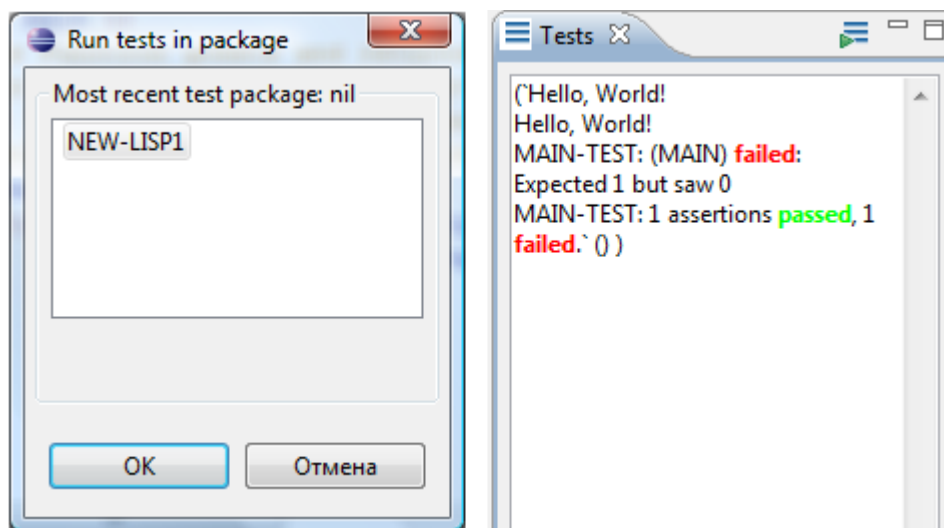 Run tests in package
Most recent test package: nil
NEW-LISP1
OK
Отмена
Tests
(`Hello, World!
Hello, World!
MAIN-TEST: (MAIN) failed:
Expected 1 but saw 0
MAIN-TEST: 1 assertions passed, 1
failed.` () )